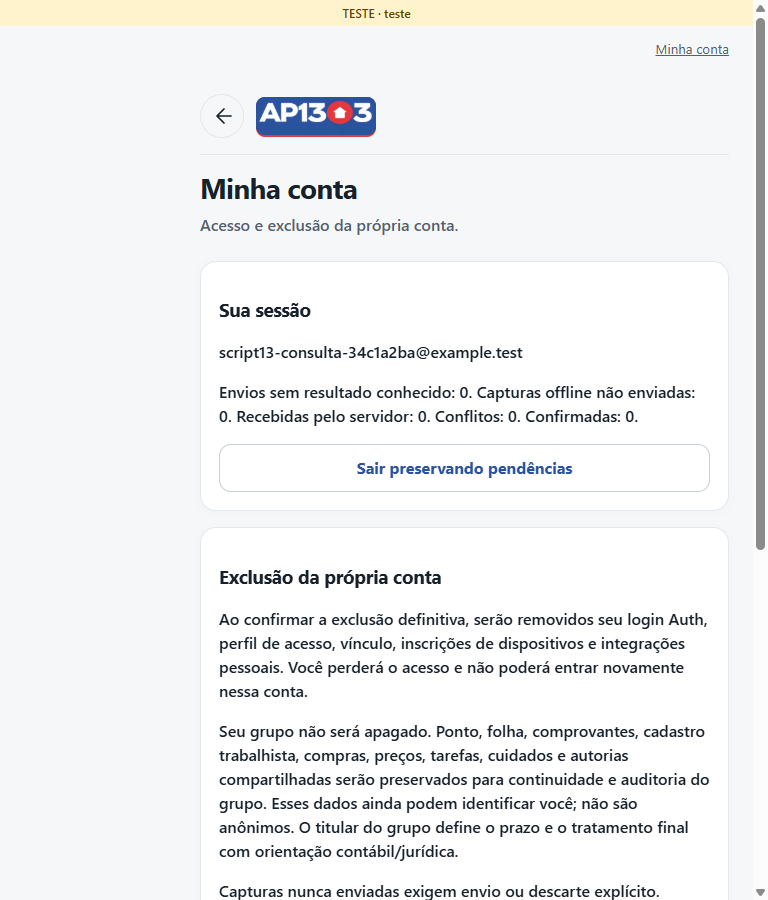 TESTE · teste
Minha conta
AP1303
Minha conta
Acesso e exclusão da própria conta.
Sua sessão
script13-consulta-34c1a2ba@example.test
Envios sem resultado conhecido: 0. Capturas offline não enviadas:
0. Recebidas pelo servidor: 0. Conflitos: 0. Confirmadas: 0.
Sair preservando pendências
Exclusão da própria conta
Ao confirmar a exclusão definitiva, serão removidos seu login Auth,
perfil de acesso, vínculo, inscrições de dispositivos e integrações
pessoais. Você perderá o acesso e não poderá entrar novamente
nessa conta.
Seu grupo não será apagado. Ponto, folha, comprovantes, cadastro
trabalhista, compras, preços, tarefas, cuidados e autorias
compartilhadas serão preservados para continuidade e auditoria do
grupo. Esses dados ainda podem identificar você; não são
anônimos. O titular do grupo define o prazo e o tratamento final
com orientação contábil/jurídica.
Capturas nunca enviadas exigem envio ou descarte explícito.